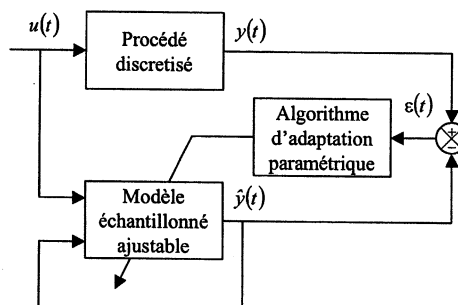 u(t)
Procédé
discretisé
y(t)
Algorithme
d'adaptation
paramétrique
ε(t)
+
−
Modèle
échantillonné
ajustable
ŷ(t)